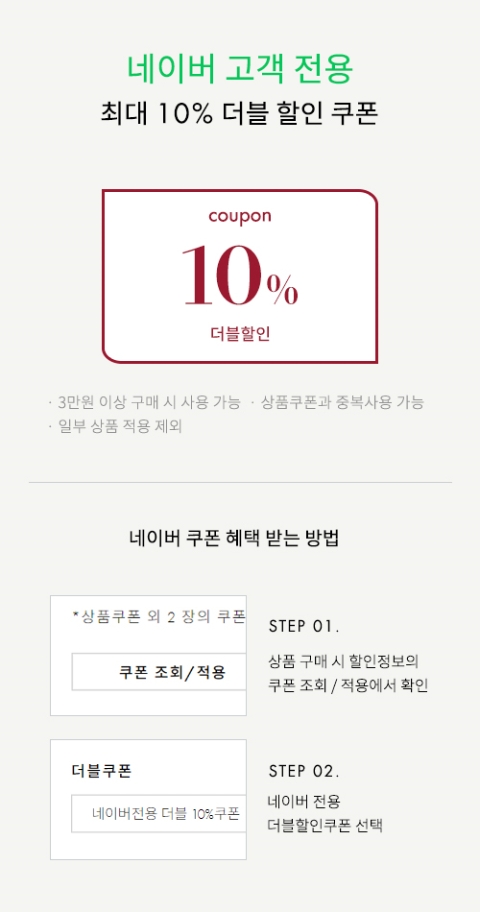 네이버 고객 전용
최대 10% 더블 할인 쿠폰
coupon
10%
더블할인
· 3만원 이상 구매 시 사용 가능 · 상품쿠폰과 중복사용 가능
· 일부 상품 적용 제외
네이버 쿠폰 혜택 받는 방법
*상품쿠폰 외 2 장의 쿠폰
쿠폰 조회/적용
STEP 01.
상품 구매 시 할인정보의
쿠폰 조회 / 적용에서 확인
더블쿠폰
네이버전용 더블 10%쿠폰
STEP 02.
네이버 전용
더블할인쿠폰 선택